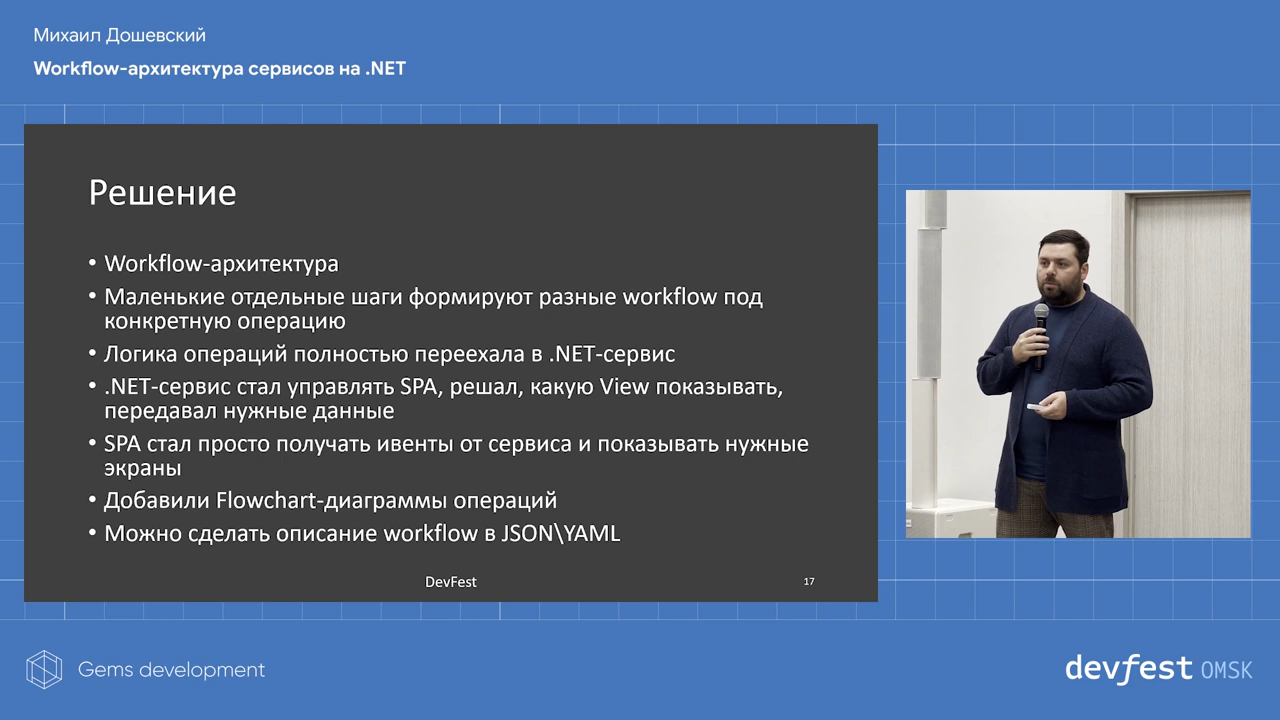 Михаил Дошевский
Workflow-архитектура сервисов на .NET
Решение
• Workflow-архитектура
• Маленькие отдельные шаги формируют разные workflow под
конкретную операцию
• Логика операций полностью переехала в .NET-сервис
• .NET-сервис стал управлять SPA, решал, какую View показывать,
передавал нужные данные
• SPA стал просто получать ивенты от сервиса и показывать нужные
экраны
• Добавили Flowchart-диаграммы операций
• Можно сделать описание workflow в JSON\YAML
DevFest
17
Gems development
devfest OMSK